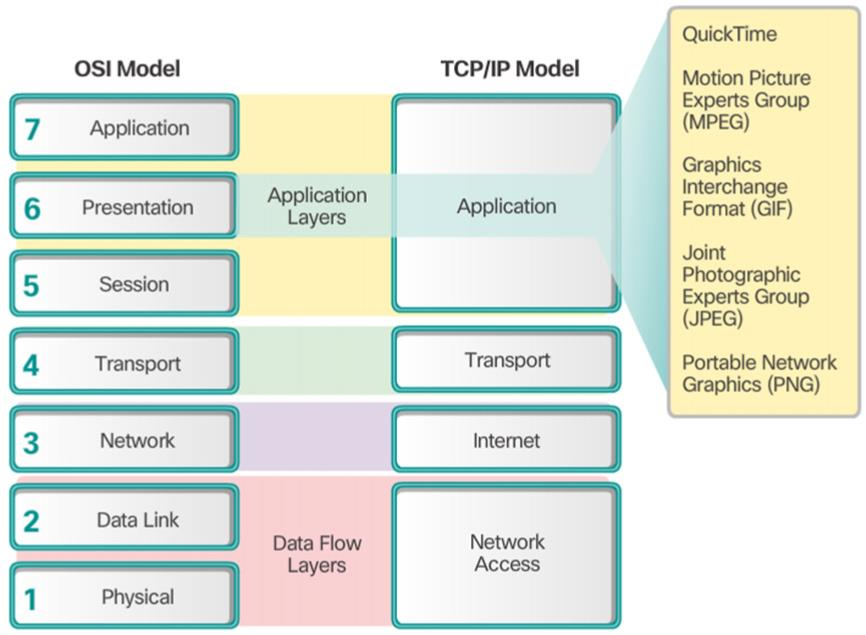 OSI Model
TCP/IP Model
7 Application
6 Presentation
5 Session
4 Transport
3 Network
2 Data Link
1 Physical
Application
Layers
Data Flow
Layers
Application
Transport
Internet
Network
Access
QuickTime
Motion Picture
Experts Group
(MPEG)
Graphics
Interchange
Format (GIF)
Joint
Photographic
Experts Group
(JPEG)
Portable Network
Graphics (PNG)